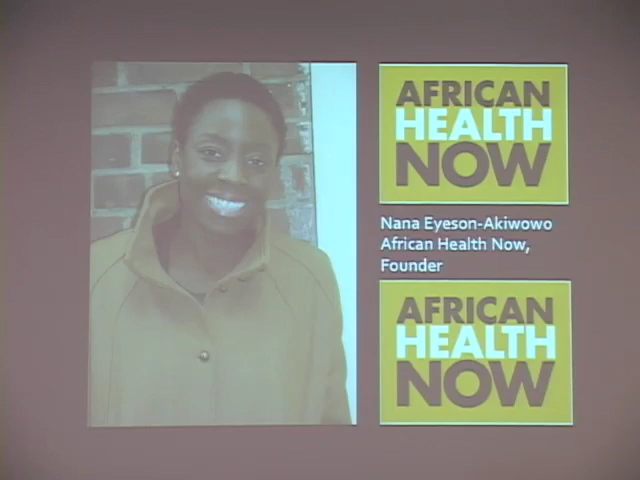 AFRICAN
HEALTH
NOW
Nana Eyeson-Akiwowo
African Health Now,
Founder
AFRICAN
HEALTH
NOW